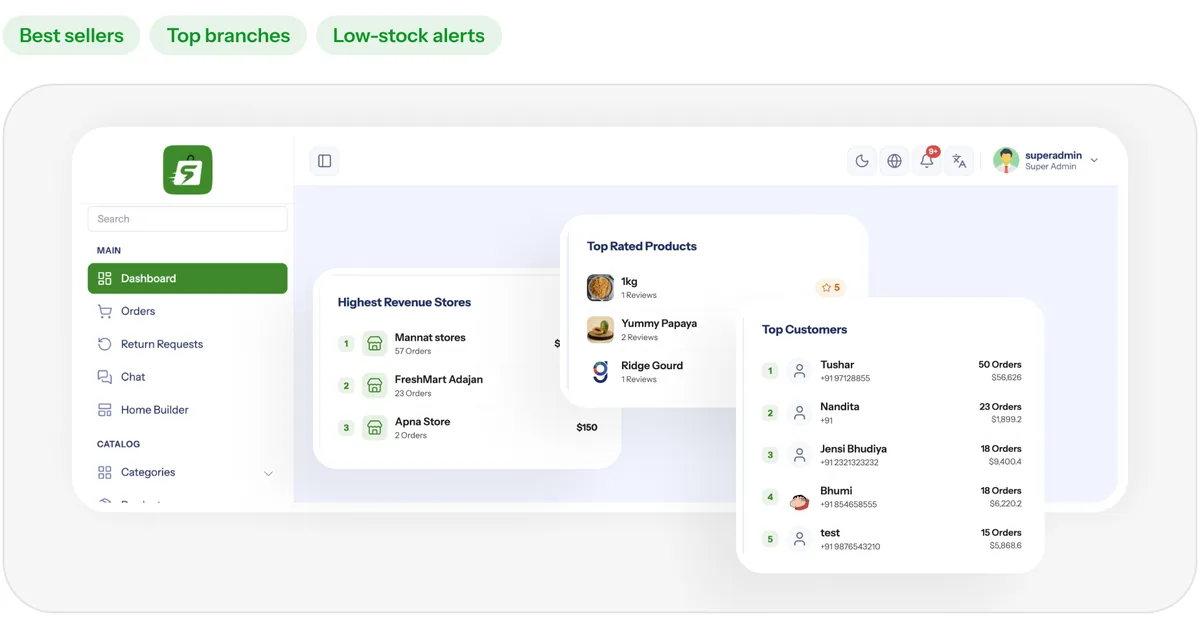 Best sellers
Top branches
Low-stock alerts
9+
superadmin
Super Admin
Search
MAIN
Dashboard
Orders
Return Requests
Chat
Home Builder
CATALOG
Categories
Highest Revenue Stores
1
Mannat stores
57 Orders
$
2
FreshMart Adajan
23 Orders
3
Apna Store
2 Orders
$150
Top Rated Products
1kg
1 Reviews
5
Yummy Papaya
2 Reviews
Ridge Gourd
1 Reviews
Top Customers
1
Tushar
+91 97128855
50 Orders
$56,626
2
Nandita
+91
23 Orders
$1,899.2
3
Jensi Bhudiya
+91 2321323232
18 Orders
$9,400.4
4
Bhumi
+91 854658555
18 Orders
$6,220.2
5
test
+91 9876543210
15 Orders
$5,868.6